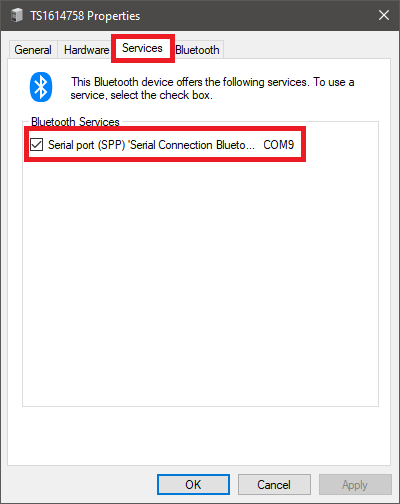 TS1614758 Properties
General Hardware Services Bluetooth
This Bluetooth device offers the following services. To use a
service, select the check box.
Bluetooth Services
Serial port (SPP) 'Serial Connection Blueto... COM9
OK Cancel Apply